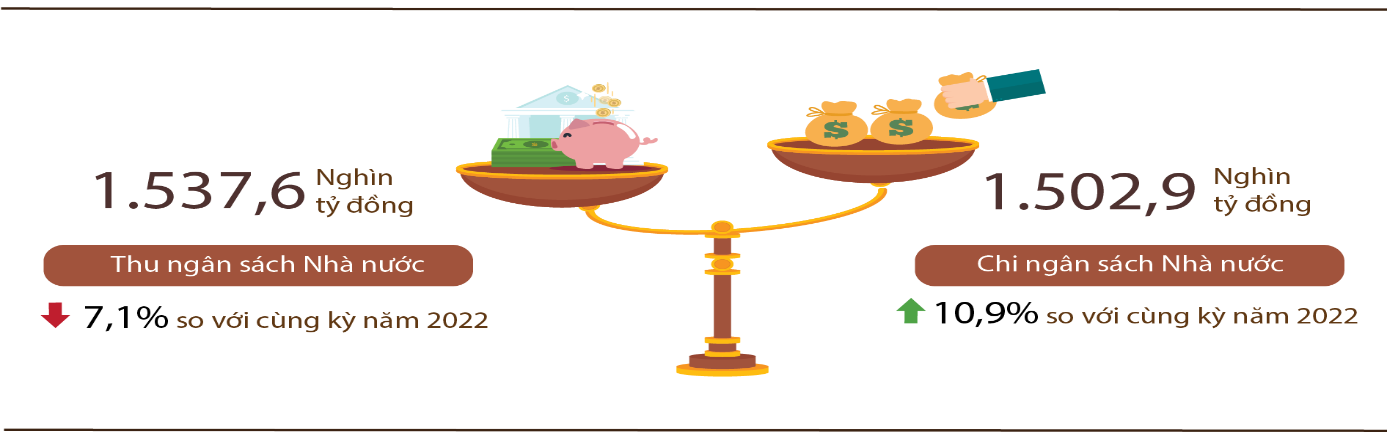 1.537,6 Nghìn
tỷ đồng
Thu ngân sách Nhà nước
7,1% so với cùng kỳ năm 2022
$
$ $
1.502,9 Nghìn
tỷ đồng
Chi ngân sách Nhà nước
10,9% so với cùng kỳ năm 2022